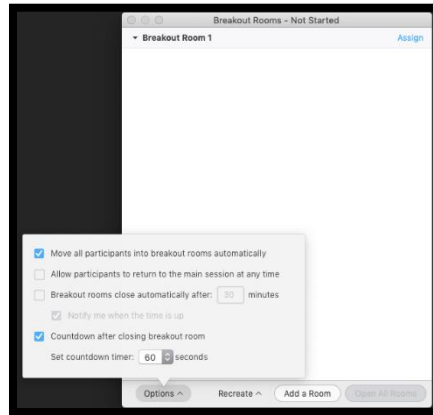 Breakout Rooms - Not Started
Breakout Room 1 Assign
Move all participants into breakout rooms automatically
Allow participants to return to the main session at any time
Breakout rooms close automatically after: 30 minutes
Notify me when the time is up
Countdown after closing breakout room
Set countdown timer: 60 seconds
Options Recreate Add a Room Open All Rooms